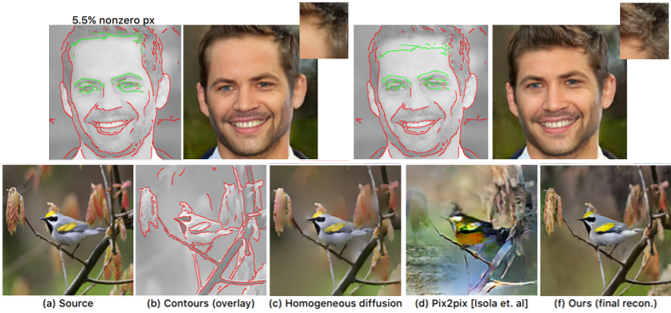 5.5% nonzero px
(a) Source
(b) Contours (overlay)
(c) Homogeneous diffusion
(d) Pix2pix [Isola et. al]
(f) Ours (final recon.)